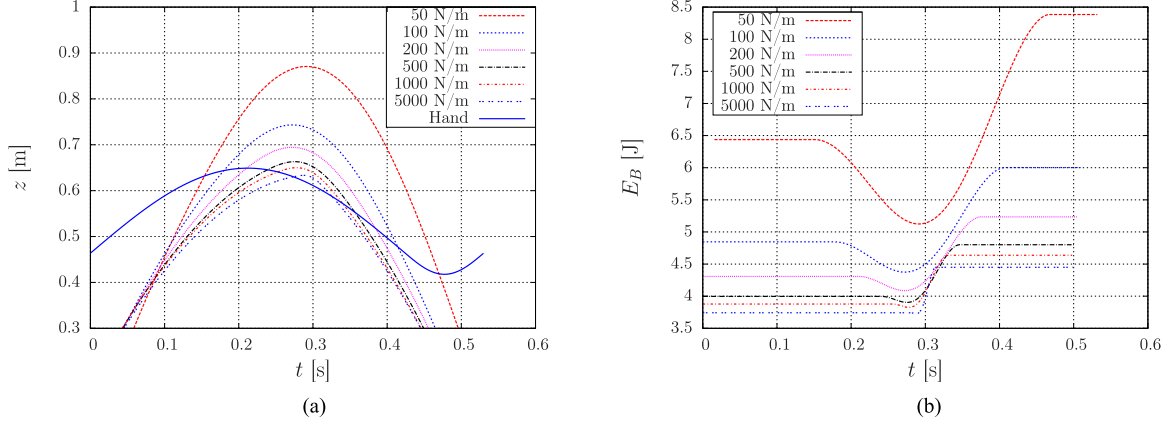 1
0.9
0.8
0.7
0.6
0.5
0.4
0.3
z [m]
0
0.1
0.2
0.3
0.4
0.5
0.6
t [s]
50 N/m
100 N/m
200 N/m
500 N/m
1000 N/m
5000 N/m
Hand
(a)
8.5
8
7.5
7
6.5
6
5.5
5
4.5
4
3.5
E_B [J]
0
0.1
0.2
0.3
0.4
0.5
0.6
t [s]
50 N/m
100 N/m
200 N/m
500 N/m
1000 N/m
5000 N/m
(b)